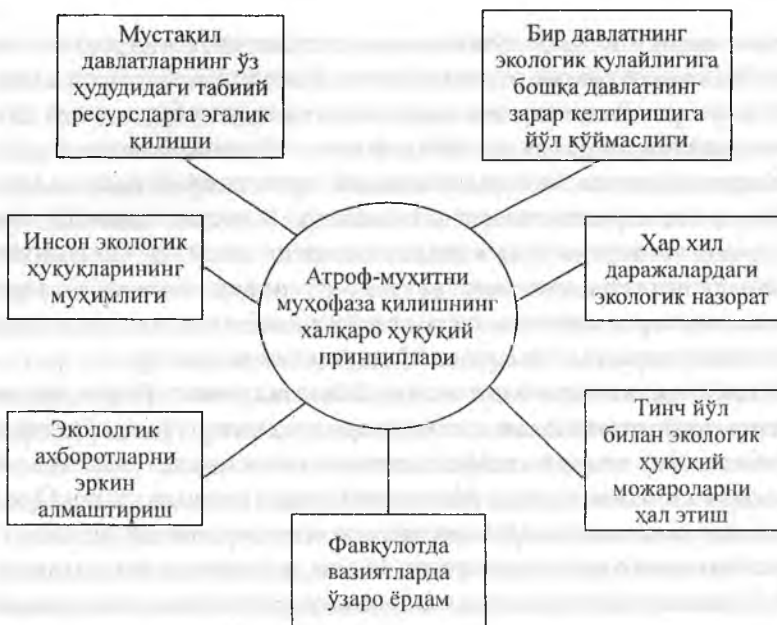 Мустақил
давлатларнинг ўз
ҳудудидаги табиий
ресурсларга эгалик
қилиши
Бир давлатнинг
экологик қулайлигига
бошқа давлатнинг
зарар келтиришига
йўл қўймаслиги
Инсон экологик
ҳуқуқларининг
муҳимлиги
Атроф-муҳитни
муҳофаза қилишнинг
халқаро ҳуқуқий
принциплари
Ҳар хил
даражалардаги
экологик назорат
Экололгик
ахборотларни
эркин
алмаштириш
Тинч йўл
билан экологик
ҳуқуқий
можароларни
ҳал этиш
Фавқулотда
вазиятларда
ўзаро ёрдам